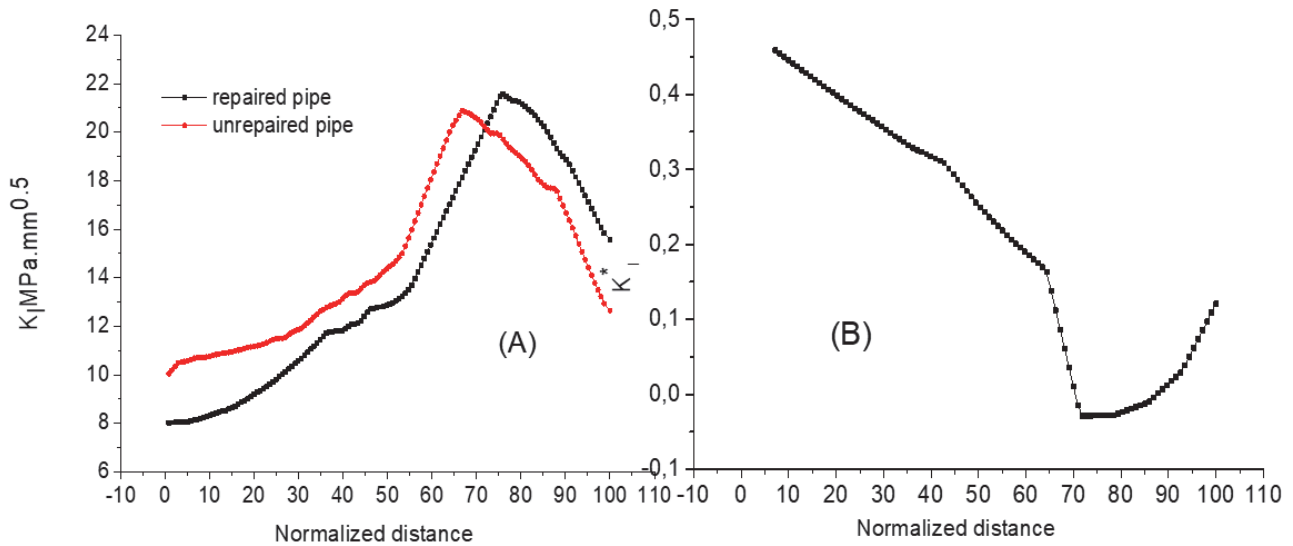 24
22
20
18
16
14
12
10
8
6
K_I MPa.mm^0.5
repaired pipe
unrepaired pipe
(A)
-10 0 10 20 30 40 50 60 70 80 90 100 110
Normalized distance
0,5
0,4
0,3
0,2
0,1
0,0
-0,1
K*_I
(B)
-10 0 10 20 30 40 50 60 70 80 90 100 110
Normalized distance